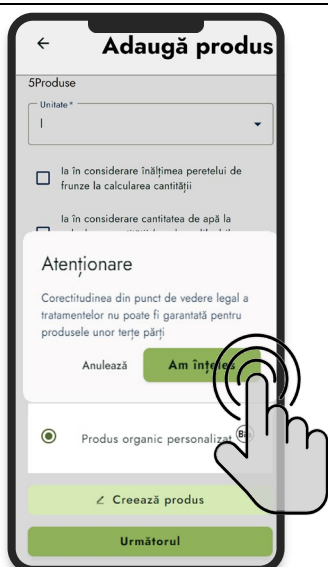 Adaugă produs
5Produse
Unitate*
l
Ia în considerare înălțimea peretelui de
frunze la calcularea cantității
Ia în considerare cantitatea de apă la
Atenționare
Corectitudinea din punct de vedere legal a
tratamentelor nu poate fi garantată pentru
produsele unor terțe părți
Anulează
Am înțeles
Produs organic personalizat
Creează produs
Următorul